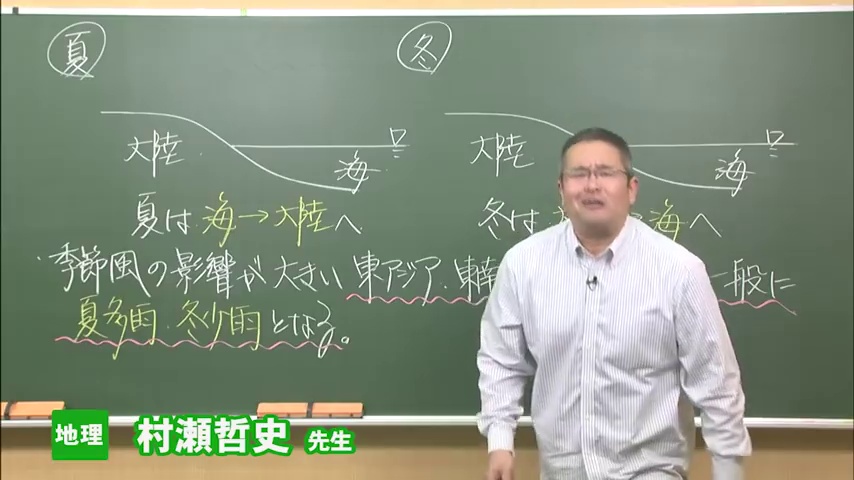 夏
冬
大陸
海
大陸
海
夏は 海→大陸へ
冬は 海へ
季節風の影響が大きい 東アジア・東南 一般に
夏多雨・冬少雨となる。
地理 村瀬哲史 先生